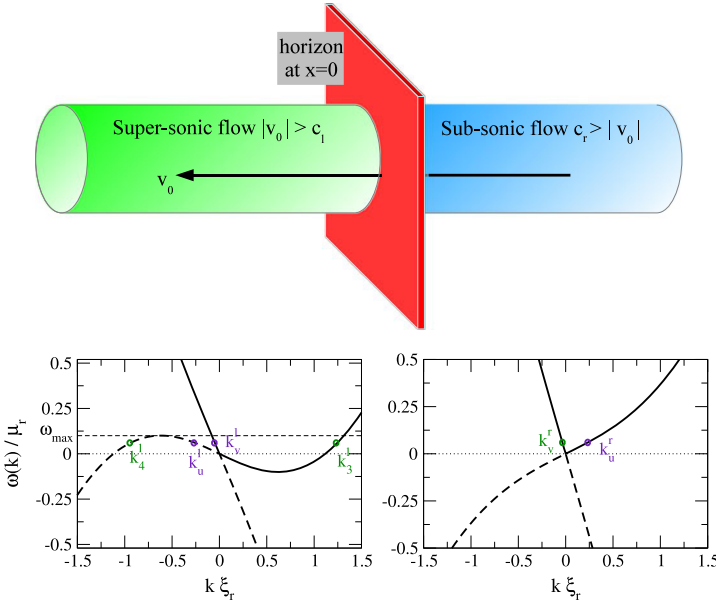 horizon
at x=0
Super-sonic flow |v₀| > cₗ
Sub-sonic flow cᵣ > | v₀|
v₀
0.5
0.25
ω_max
0
-0.25
-0.5
ω(k) / μᵣ
k₄ˡ
kᵤˡ
kᵥˡ
k₃ˡ
-1.5
-1
-0.5
0
0.5
1
1.5
k ξᵣ
0.5
0.25
0
-0.25
-0.5
kᵥʳ
kᵤʳ
-1.5
-1
-0.5
0
0.5
1
1.5
k ξᵣ